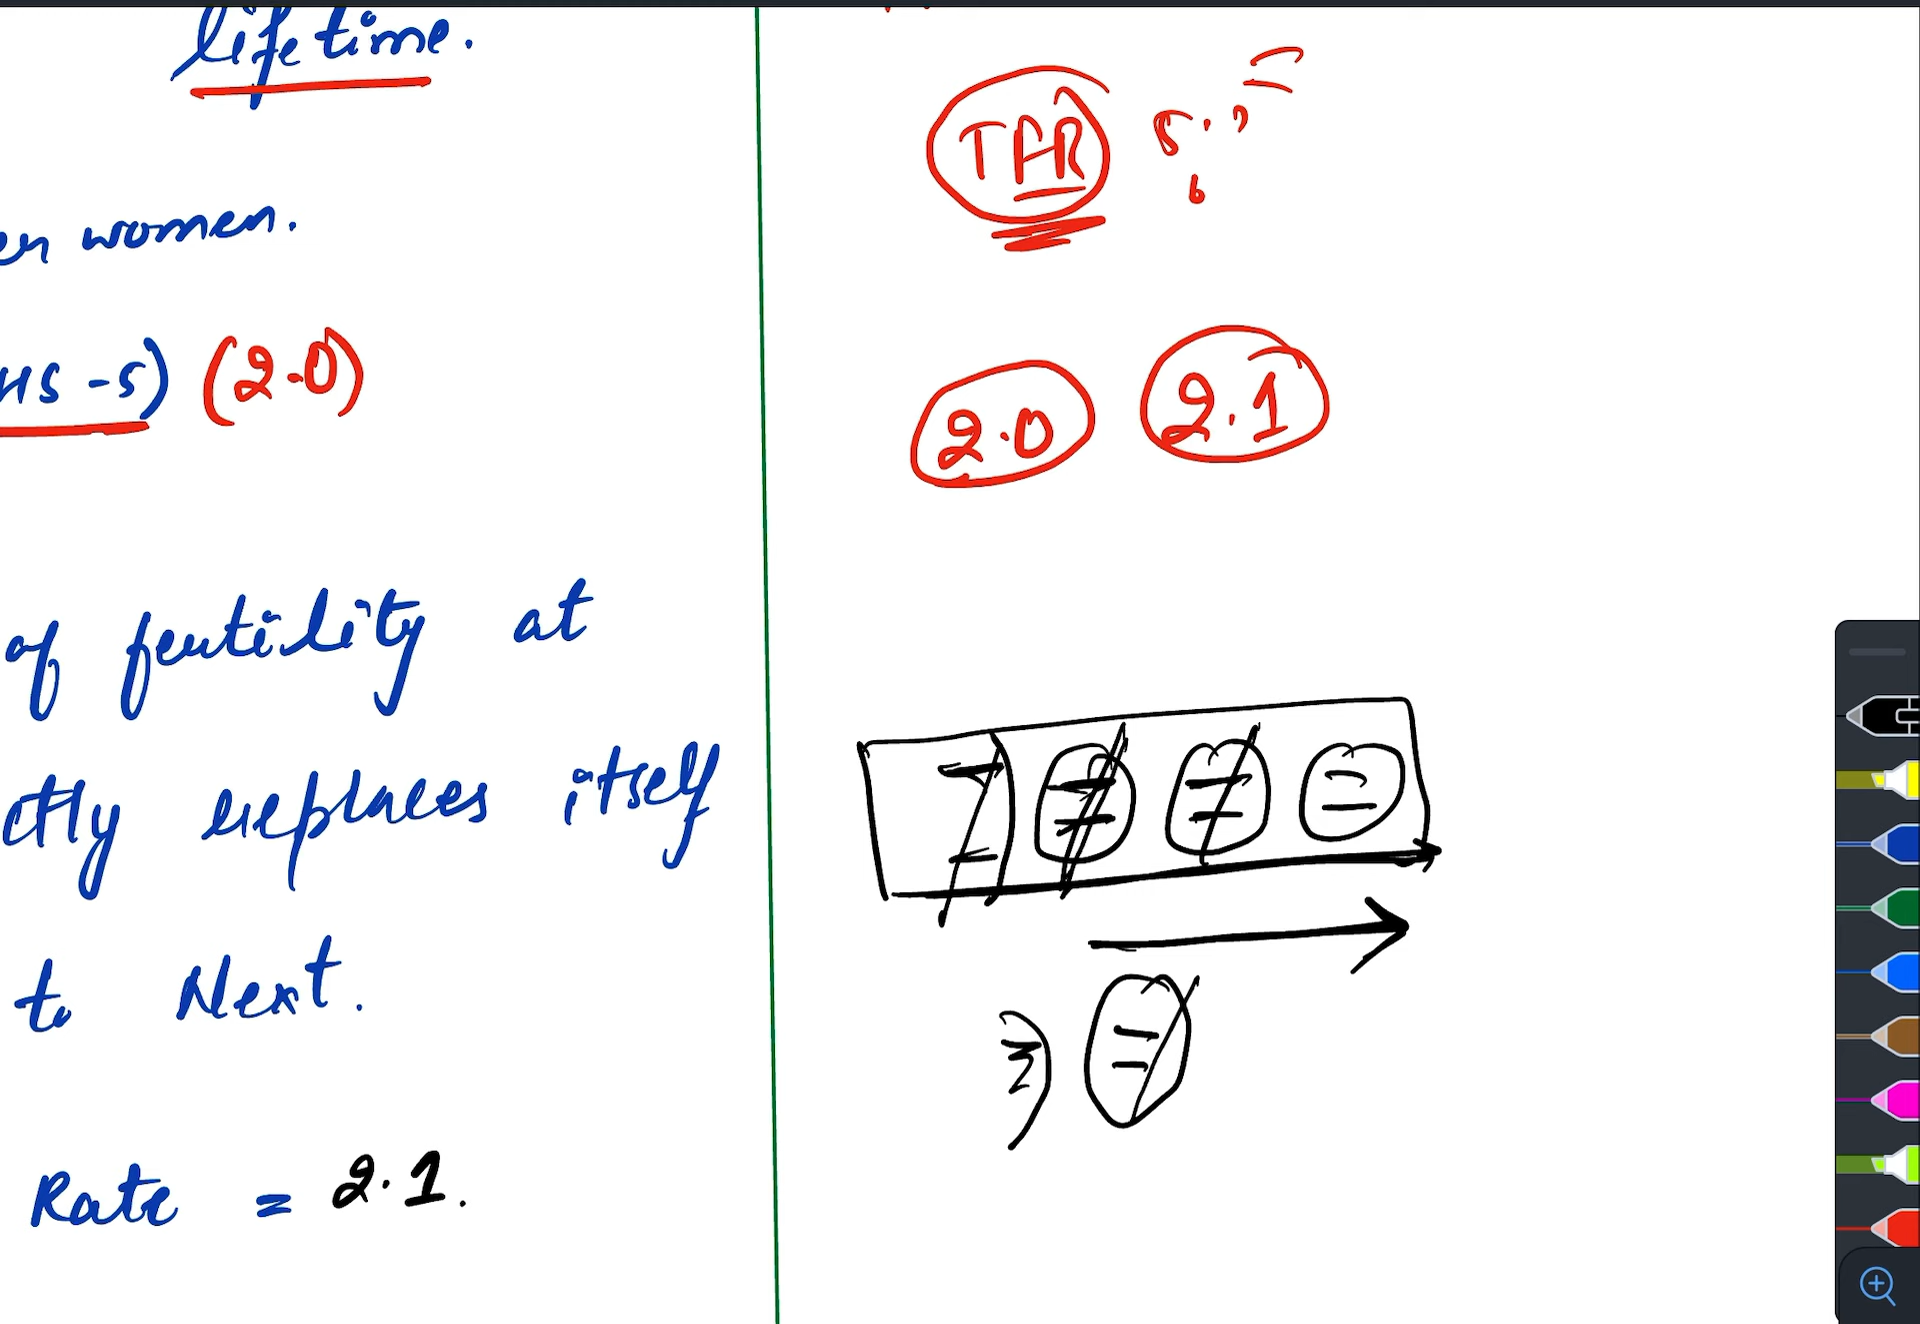 lifetime.
en women.
HS-5) (2.0)
of fertility at
ctly replaces itself
to Next.
Rate = 2.1.
TFR
6
2.0 2.1